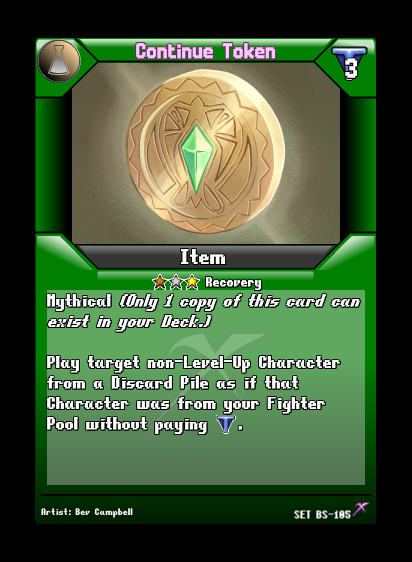 Continue Token
3
Item
Recovery
Mythical (Only 1 copy of this card can
exist in your Deck.)
Play target non-Level-Up Character
from a Discard Pile as if that
Character was from your Fighter
Pool without paying .
Artist: Bev Campbell
SET BS-105